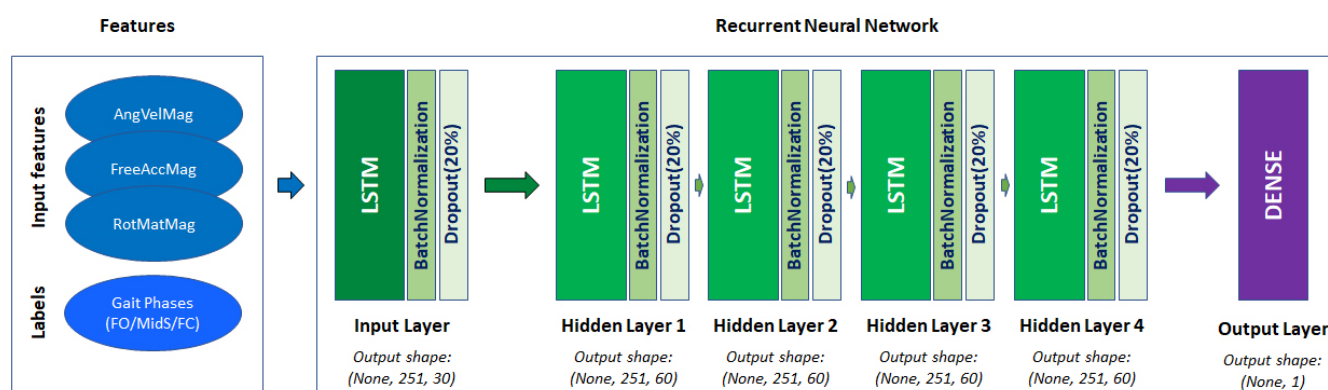 Features
Recurrent Neural Network
Input features
AngVelMag
FreeAccMag
RotMatMag
Labels
Gait Phases
(FO/MidS/FC)
LSTM
BatchNormalization
Dropout(20%)
Input Layer
Output shape:
(None, 251, 30)
LSTM
BatchNormalization
Dropout(20%)
Hidden Layer 1
Output shape:
(None, 251, 60)
LSTM
BatchNormalization
Dropout(20%)
Hidden Layer 2
Output shape:
(None, 251, 60)
LSTM
BatchNormalization
Dropout(20%)
Hidden Layer 3
Output shape:
(None, 251, 60)
LSTM
BatchNormalization
Dropout(20%)
Hidden Layer 4
Output shape:
(None, 251, 60)
DENSE
Output Layer
Output shape:
(None, 1)